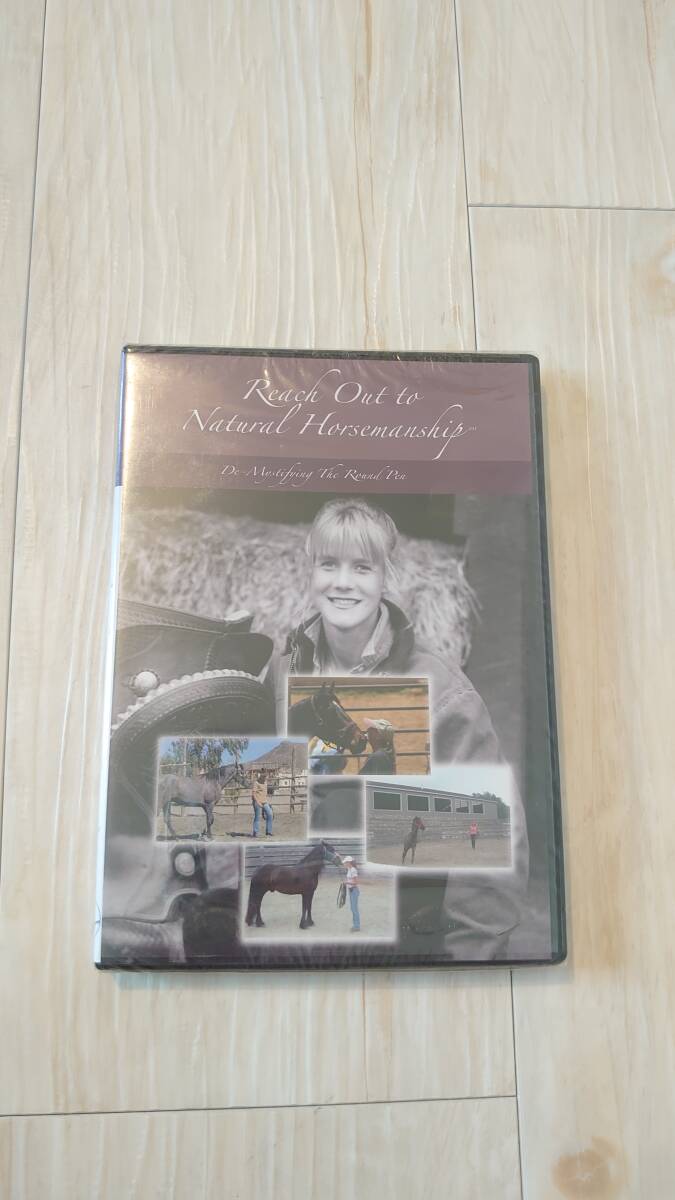 Reach Out to
Natural Horsemanship
De-Mystifying The Round Pen